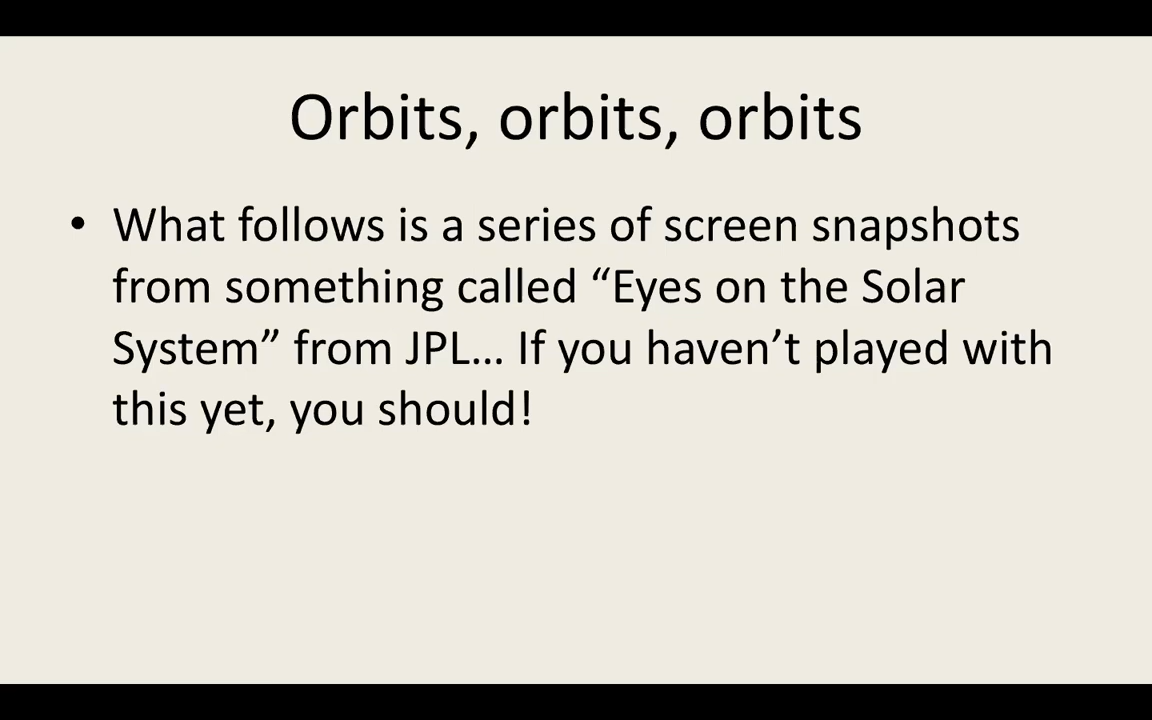 Orbits, orbits, orbits
• What follows is a series of screen snapshots
from something called “Eyes on the Solar
System” from JPL… If you haven’t played with
this yet, you should!